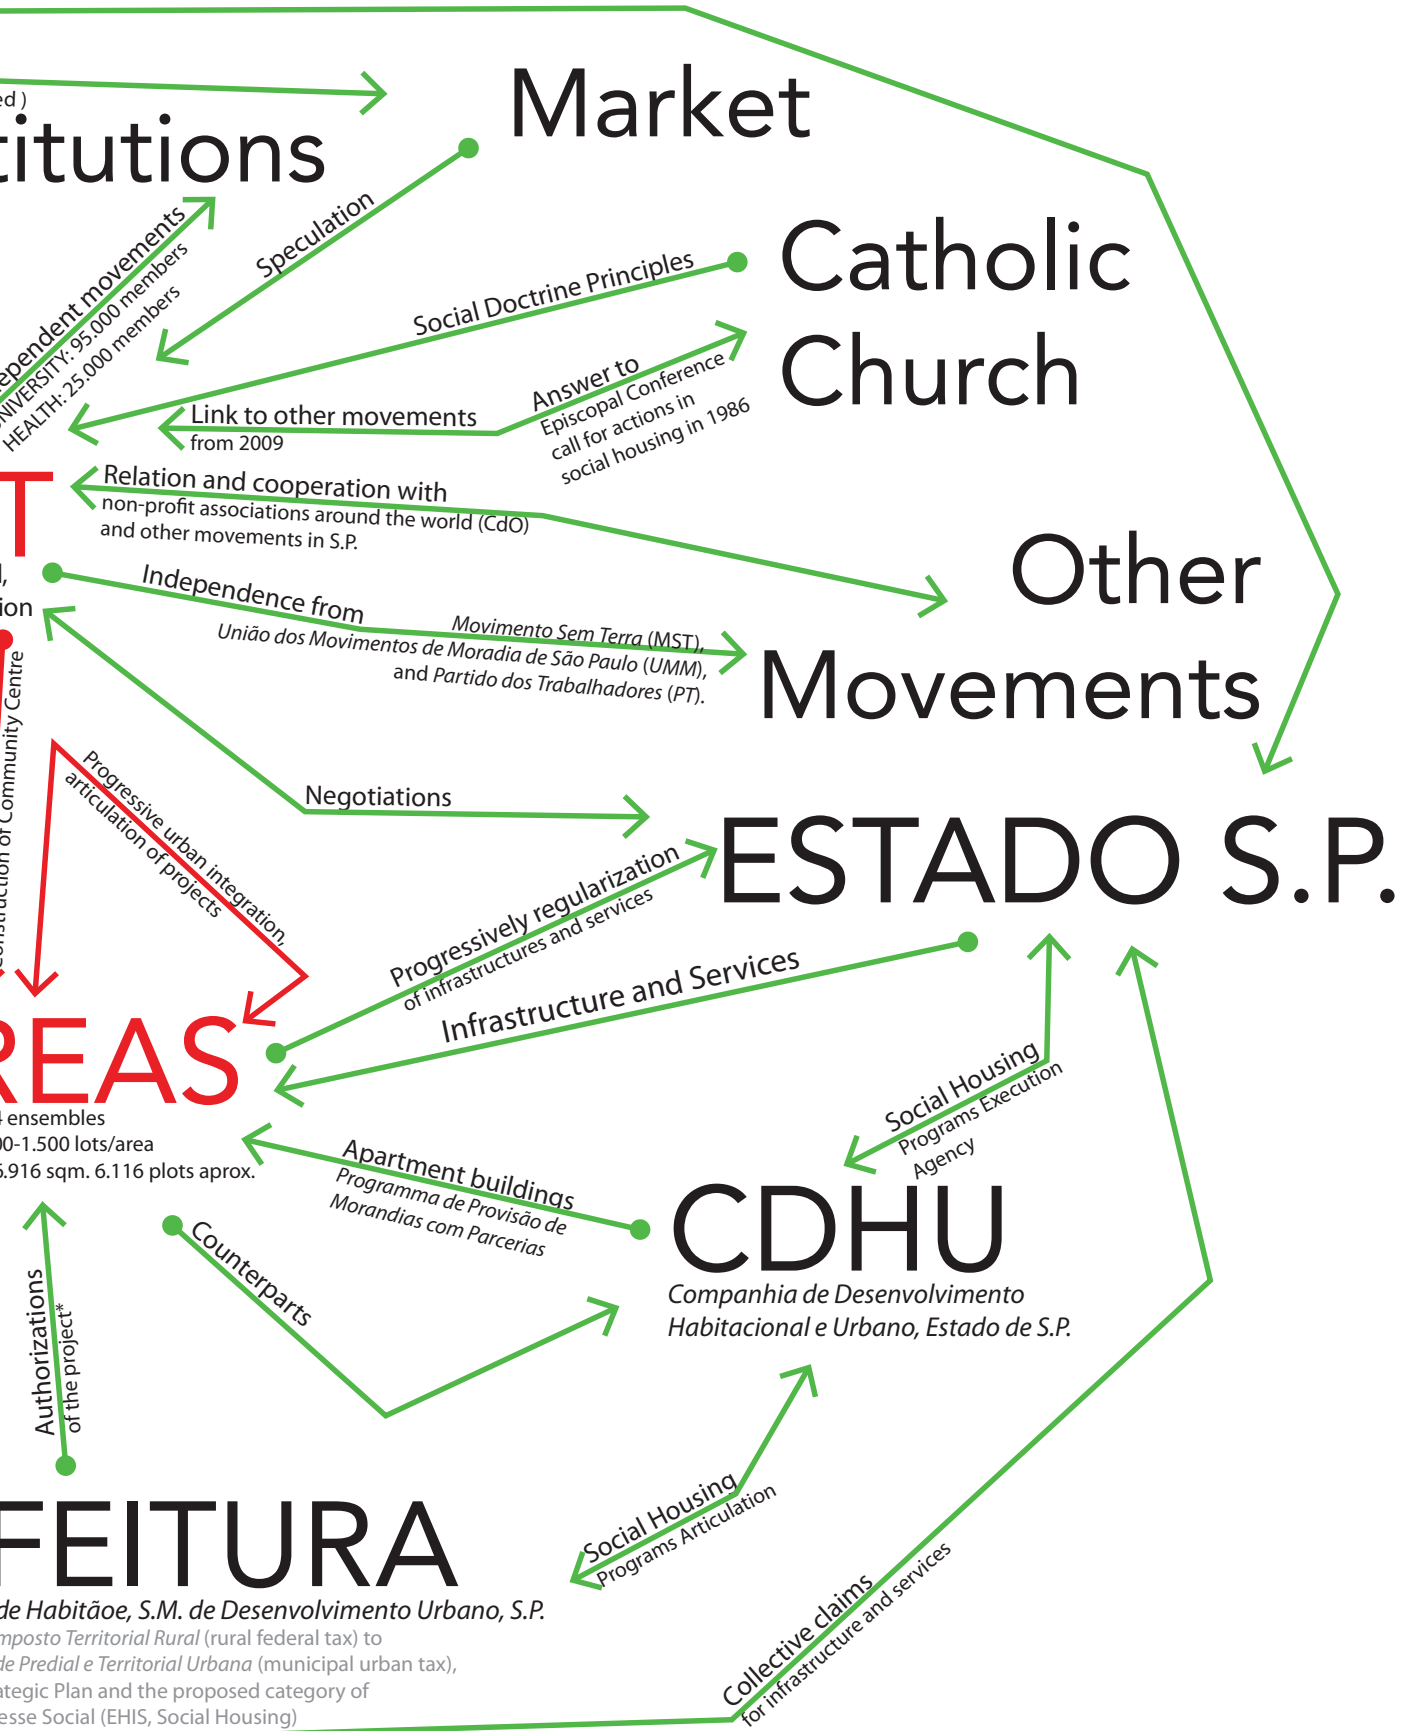 ed )
titutions
Market
Speculation
ependent movements
NIVERSITY: 95.000 members
HEALTH: 25.000 members
Catholic
Church
Social Doctrine Principles
Answer to
Episcopal Conference
call for actions in
social housing in 1986
Link to other movements
from 2009
T
Relation and cooperation with
non-profit associations around the world (CdO)
and other movements in S.P.
Other
Movements
l,
ion
Independence from
Movimento Sem Terra (MST),
União dos Movimentos de Moradia de São Paulo (UMM),
and Partido dos Trabalhadores (PT).
onstruction of Community Centre
Progressive urban integration,
articulation of projects
Negotiations
ESTADO S.P.
Progressively regularization
of infrastructures and services
Infrastructure and Services
REAS
4 ensembles
00-1.500 lots/area
6.916 sqm. 6.116 plots aprox.
Social Housing
Programs Execution
Agency
Apartment buildings
Programma de Provisão de
Morandias com Parcerias
CDHU
Companhia de Desenvolvimento
Habitacional e Urbano, Estado de S.P.
Counterparts
Authorizations
of the project*
FEITURA
de Habitãoe, S.M. de Desenvolvimento Urbano, S.P.
mposto Territorial Rural (rural federal tax) to
de Predial e Territorial Urbana (municipal urban tax),
ategic Plan and the proposed category of
esse Social (EHIS, Social Housing)
Social Housing
Programs Articulation
Collective claims
for infrastructure and services